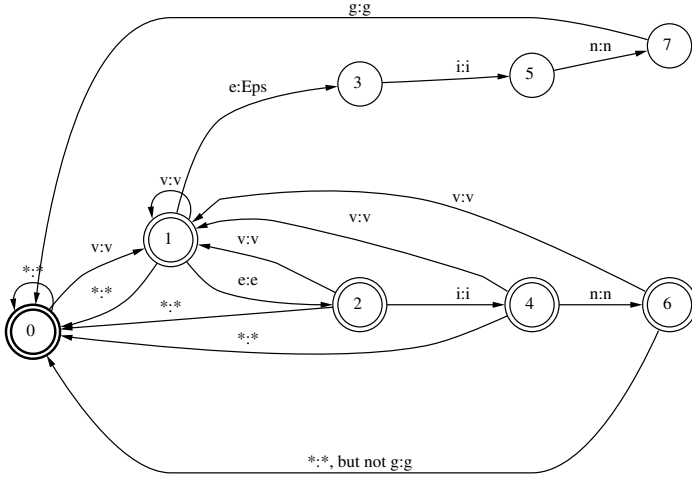 g:g
7
n:n
i:i
5
3
e:Eps
v:v
v:v
v:v
1
v:v
v:v
*:*
*:*
e:e
*:*
2
i:i
4
n:n
6
0
*:*
*:*, but not g:g